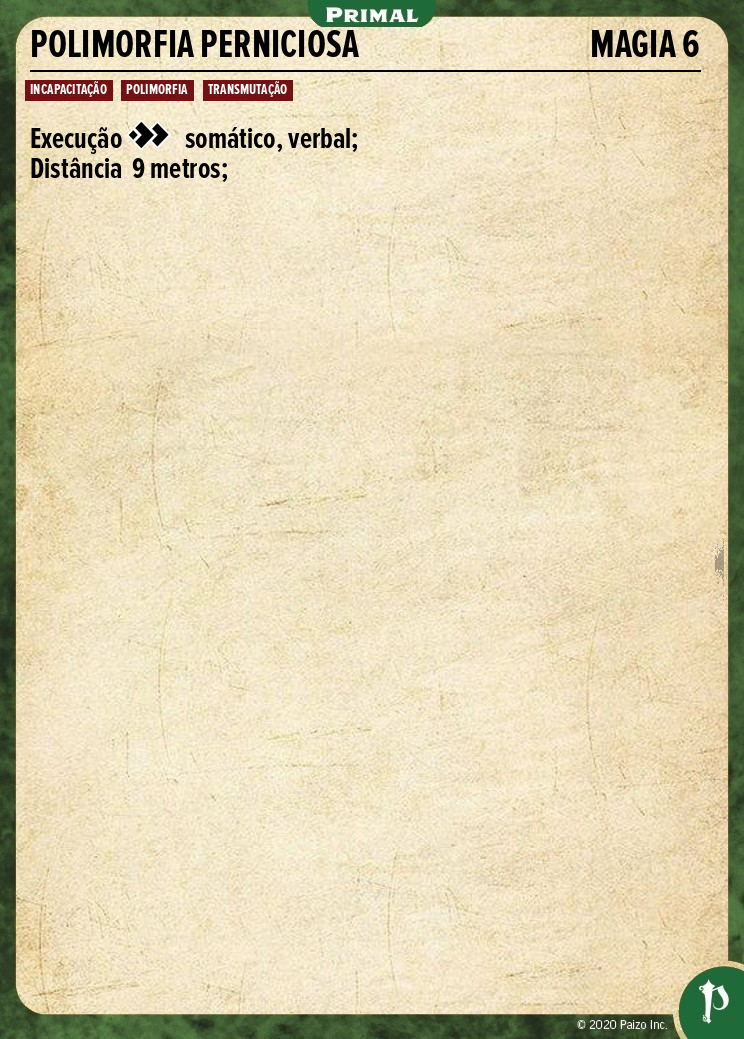 PRIMAL
POLIMORFIA PERNICIOSA MAGIA 6
INCAPACITAÇÃO POLIMORFIA TRANSMUTAÇÃO
Execução somático, verbal;
Distância 9 metros;
© 2020 Paizo Inc.